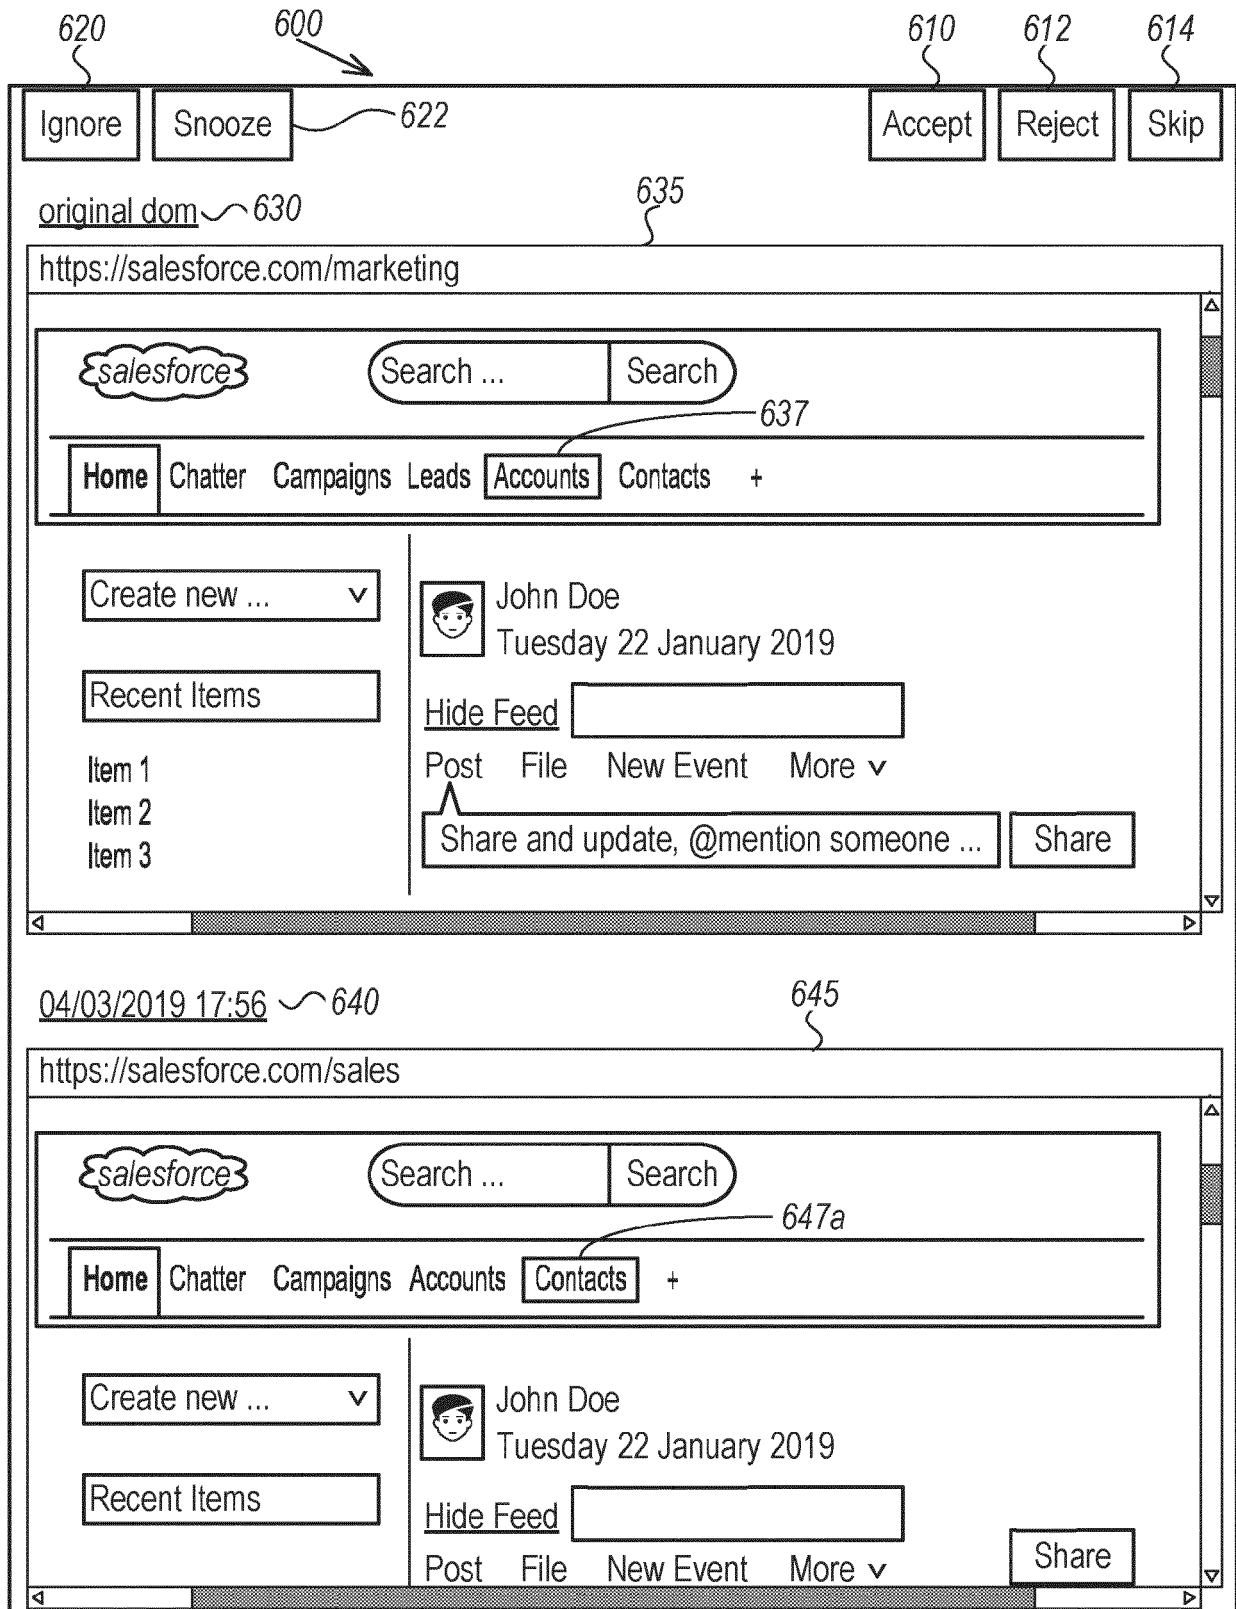 620 600 610 612 614
Ignore Snooze 622 Accept Reject Skip
original dom 630 635
https://salesforce.com/marketing
salesforce Search ... Search
637
Home Chatter Campaigns Leads Accounts Contacts +
Create new ... v
John Doe
Tuesday 22 January 2019
Recent Items
Hide Feed
Item 1
Item 2
Item 3
Post File New Event More v
Share and update, @mention someone ... Share
04/03/2019 17:56 640 645
https://salesforce.com/sales
salesforce Search ... Search
647a
Home Chatter Campaigns Accounts Contacts +
Create new ... v
John Doe
Tuesday 22 January 2019
Recent Items
Hide Feed
Post File New Event More v Share